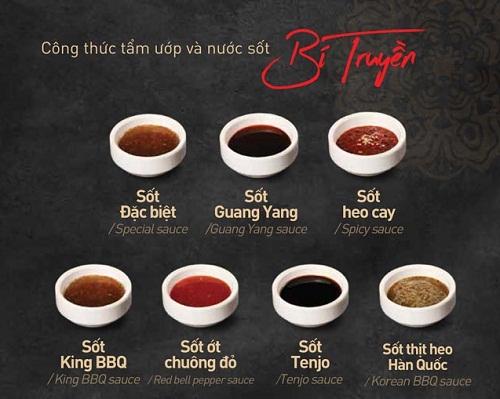 Công thức tẩm ướp và nước sốt Bí Truyền
Sốt
Đặc biệt
/Special sauce
Sốt
Guang Yang
/Guang Yang sauce
Sốt
heo cay
/Spicy sauce
Sốt
King BBQ
/King BBQ sauce
Sốt ớt
chuông đỏ
/Red bell pepper sauce
Sốt
Tenjo
/Tenjo sauce
Sốt thịt heo
Hàn Quốc
/Korean BBQ sauce